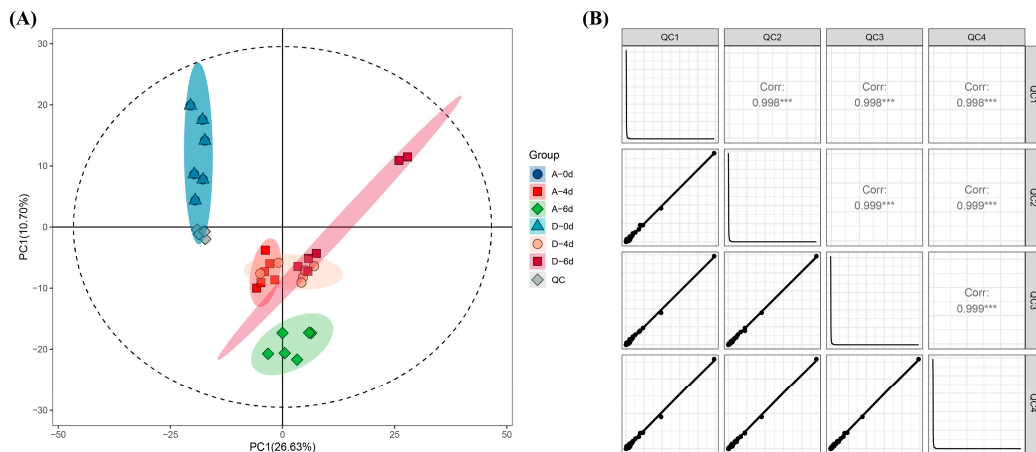 (A)
30
20
10
0
−10
−20
−30
PC1(10.70%)
−50
−25
0
25
50
PC1(26.63%)
Group
A−0d
A−4d
A−6d
D−0d
D−4d
D−6d
QC
(B)
QC1
QC2
QC3
QC4
Corr:
0.998***
Corr:
0.998***
Corr:
0.998***
QC1
Corr:
0.999***
Corr:
0.999***
QC2
Corr:
0.999***
QC3
QC4